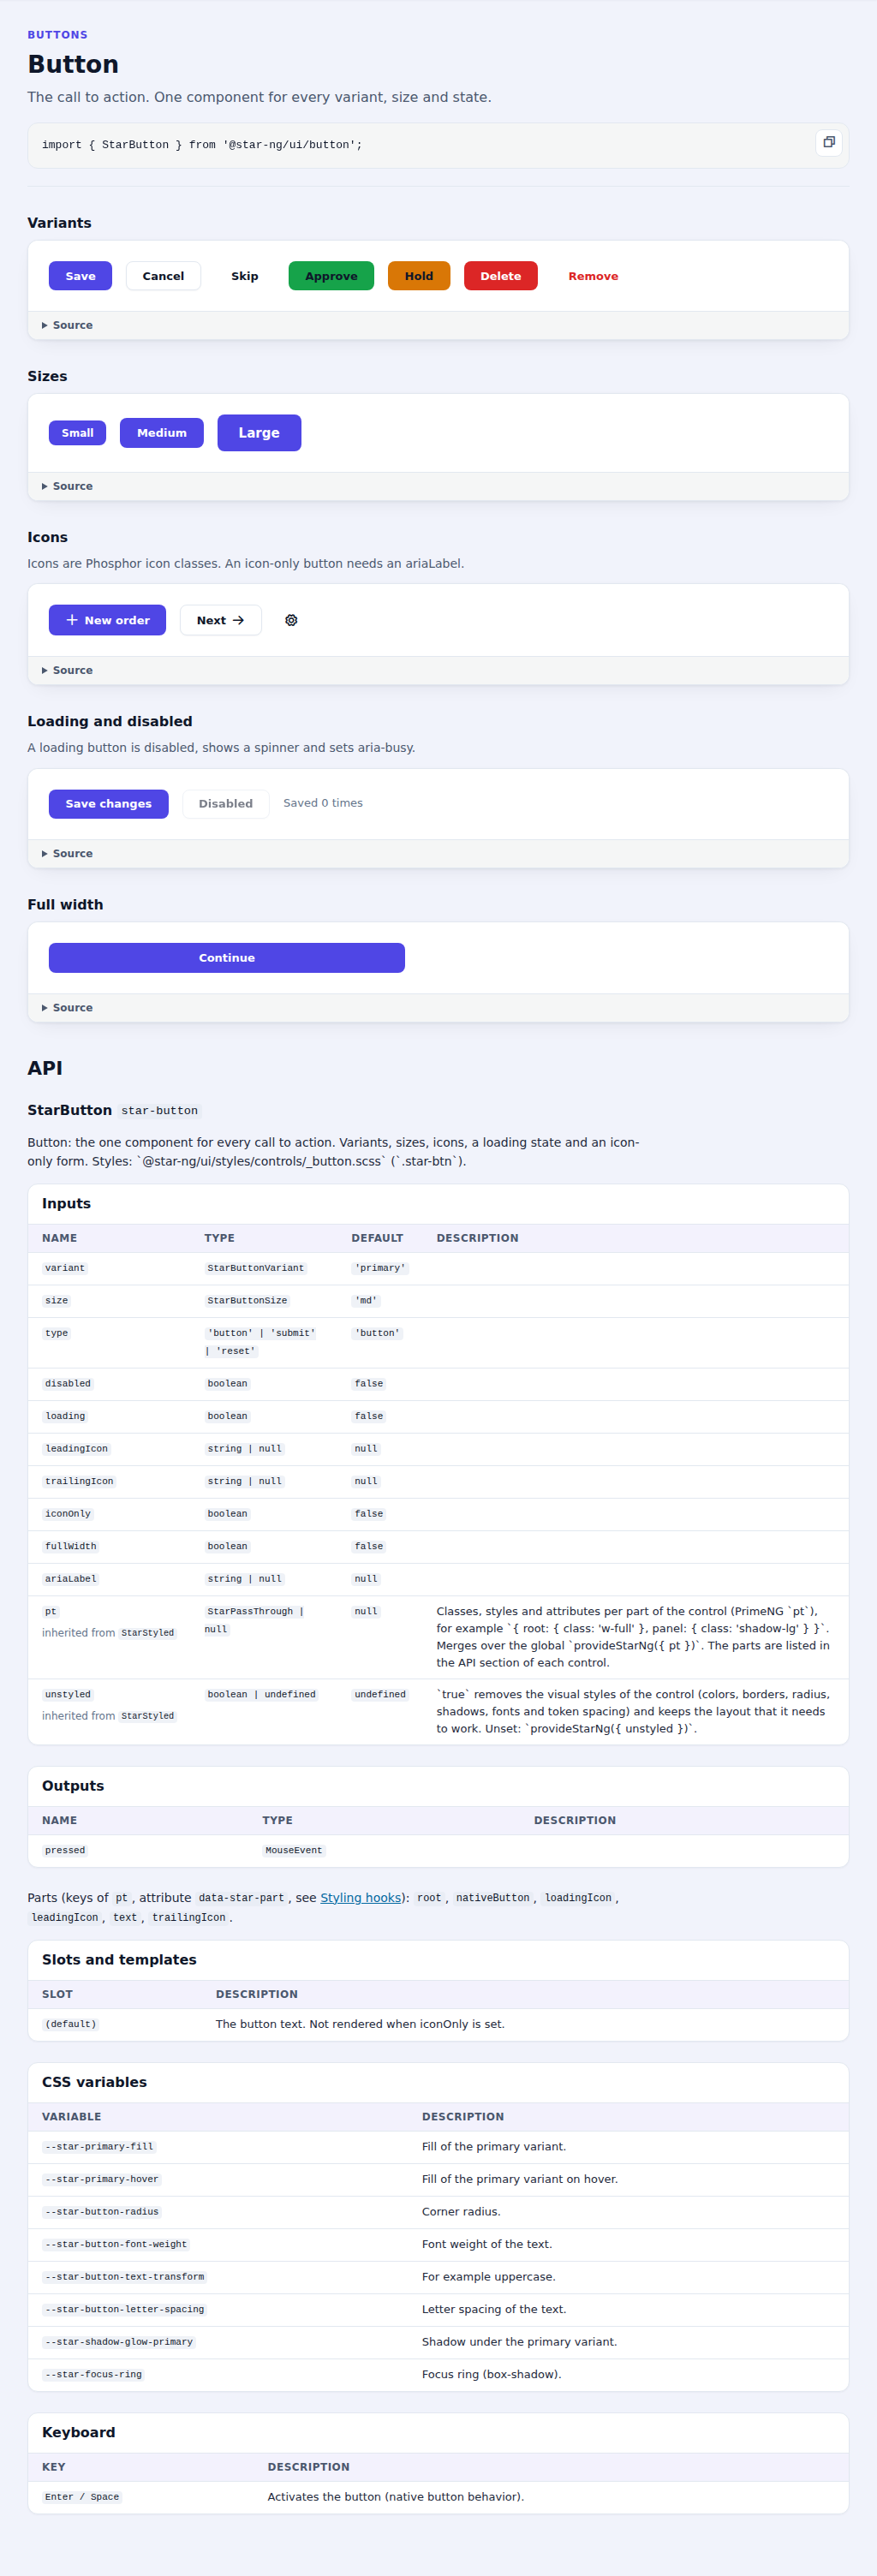 BUTTONS
Button
The call to action. One component for every variant, size and state.
import { StarButton } from '@star-ng/ui/button';
Variants
Save Cancel Skip Approve Hold Delete Remove
Source
Sizes
Small Medium Large
Source
Icons
Icons are Phosphor icon classes. An icon-only button needs an ariaLabel.
New order Next
Source
Loading and disabled
A loading button is disabled, shows a spinner and sets aria-busy.
Save changes Disabled Saved 0 times
Source
Full width
Continue
Source
API
StarButton star-button
Button: the one component for every call to action. Variants, sizes, icons, a loading state and an icon-
only form. Styles: `@star-ng/ui/styles/controls/_button.scss` (`.star-btn`).
Inputs
NAME TYPE DEFAULT DESCRIPTION
variant StarButtonVariant 'primary'
size StarButtonSize 'md'
type 'button' | 'submit' 'button'
| 'reset'
disabled boolean false
loading boolean false
leadingIcon string | null null
trailingIcon string | null null
iconOnly boolean false
fullWidth boolean false
ariaLabel string | null null
pt StarPassThrough | null Classes, styles and attributes per part of the control (PrimeNG `pt`),
null for example `{ root: { class: 'w-full' }, panel: { class: 'shadow-lg' } }`.
inherited from StarStyled Merges over the global `provideStarNg({ pt })`. The parts are listed in
the API section of each control.
unstyled boolean | undefined undefined `true` removes the visual styles of the control (colors, borders, radius,
inherited from StarStyled shadows, fonts and token spacing) and keeps the layout that it needs
to work. Unset: `provideStarNg({ unstyled })`.
Outputs
NAME TYPE DESCRIPTION
pressed MouseEvent
Parts (keys of pt, attribute data-star-part, see Styling hooks): root, nativeButton, loadingIcon,
leadingIcon, text, trailingIcon.
Slots and templates
SLOT DESCRIPTION
(default) The button text. Not rendered when iconOnly is set.
CSS variables
VARIABLE DESCRIPTION
--star-primary-fill Fill of the primary variant.
--star-primary-hover Fill of the primary variant on hover.
--star-button-radius Corner radius.
--star-button-font-weight Font weight of the text.
--star-button-text-transform For example uppercase.
--star-button-letter-spacing Letter spacing of the text.
--star-shadow-glow-primary Shadow under the primary variant.
--star-focus-ring Focus ring (box-shadow).
Keyboard
KEY DESCRIPTION
Enter / Space Activates the button (native button behavior).